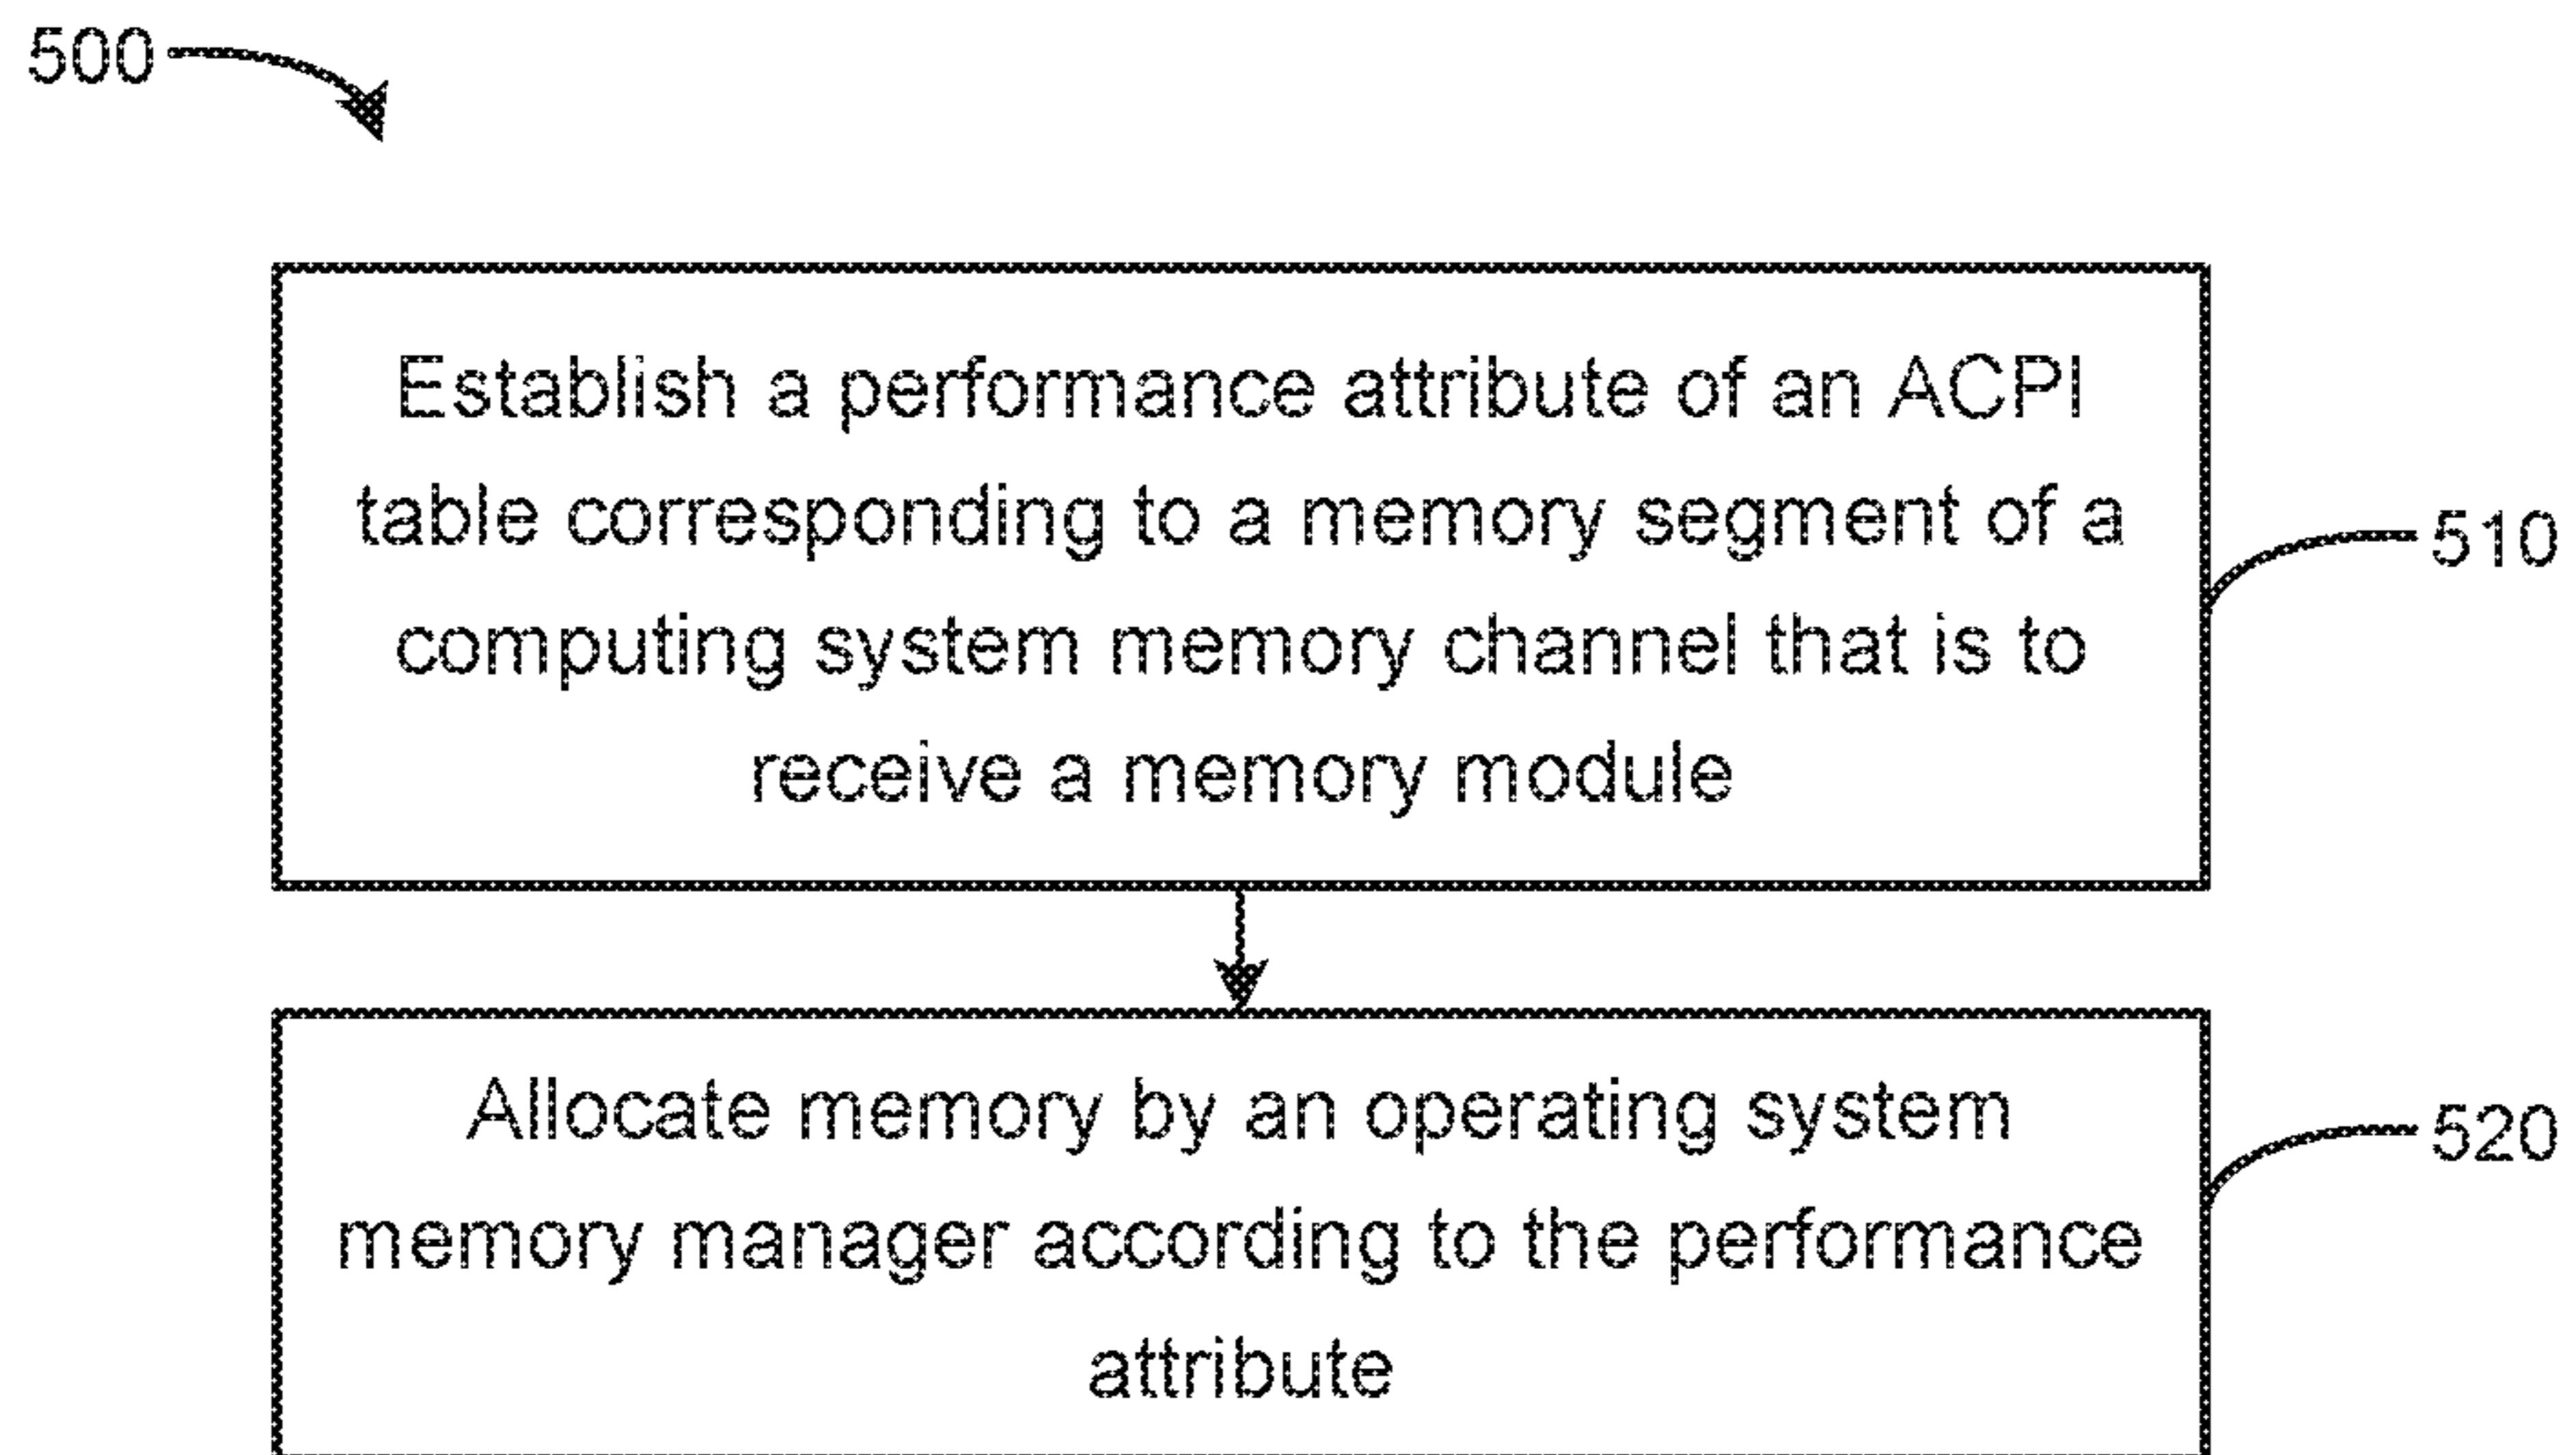 500
Establish a performance attribute of an ACPI
table corresponding to a memory segment of a
computing system memory channel that is to
receive a memory module
510
Allocate memory by an operating system
memory manager according to the performance
attribute
520